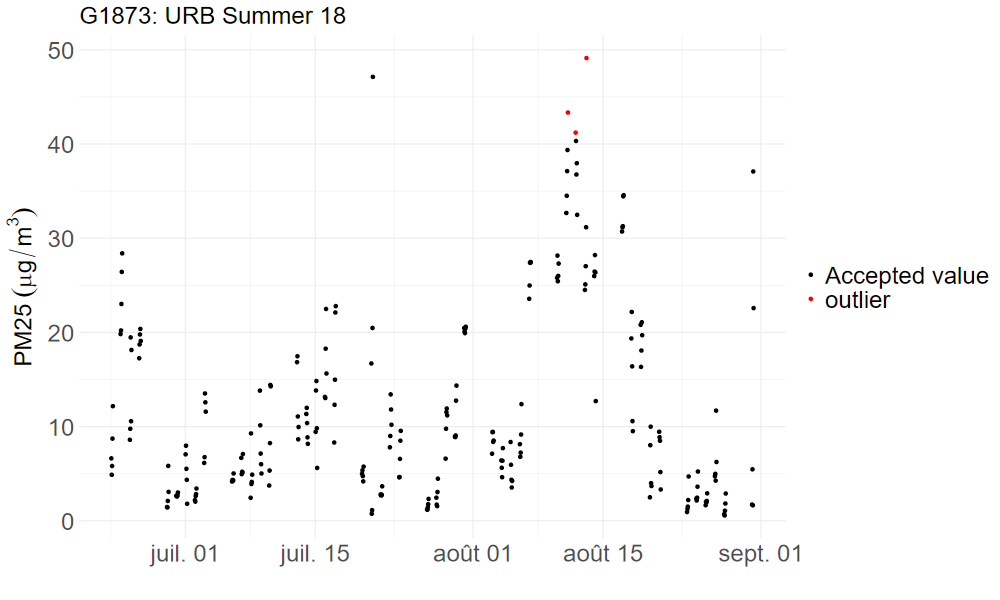 G1873: URB Summer 18
50
40
30
20
10
0
PM25 (μg/m³)
juil. 01
juil. 15
août 01
août 15
sept. 01
Accepted value
outlier